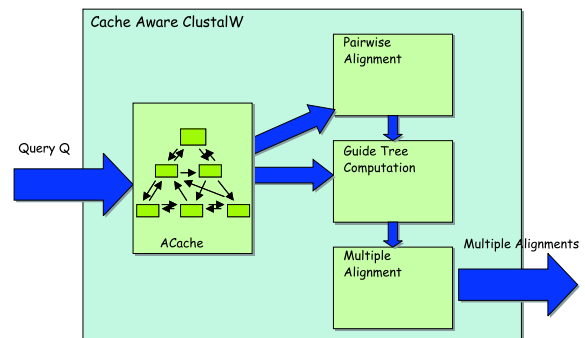 Cache Aware ClustalW
Pairwise
Alignment
Query Q
Guide Tree
Computation
ACache
Multiple
Alignment
Multiple Alignments